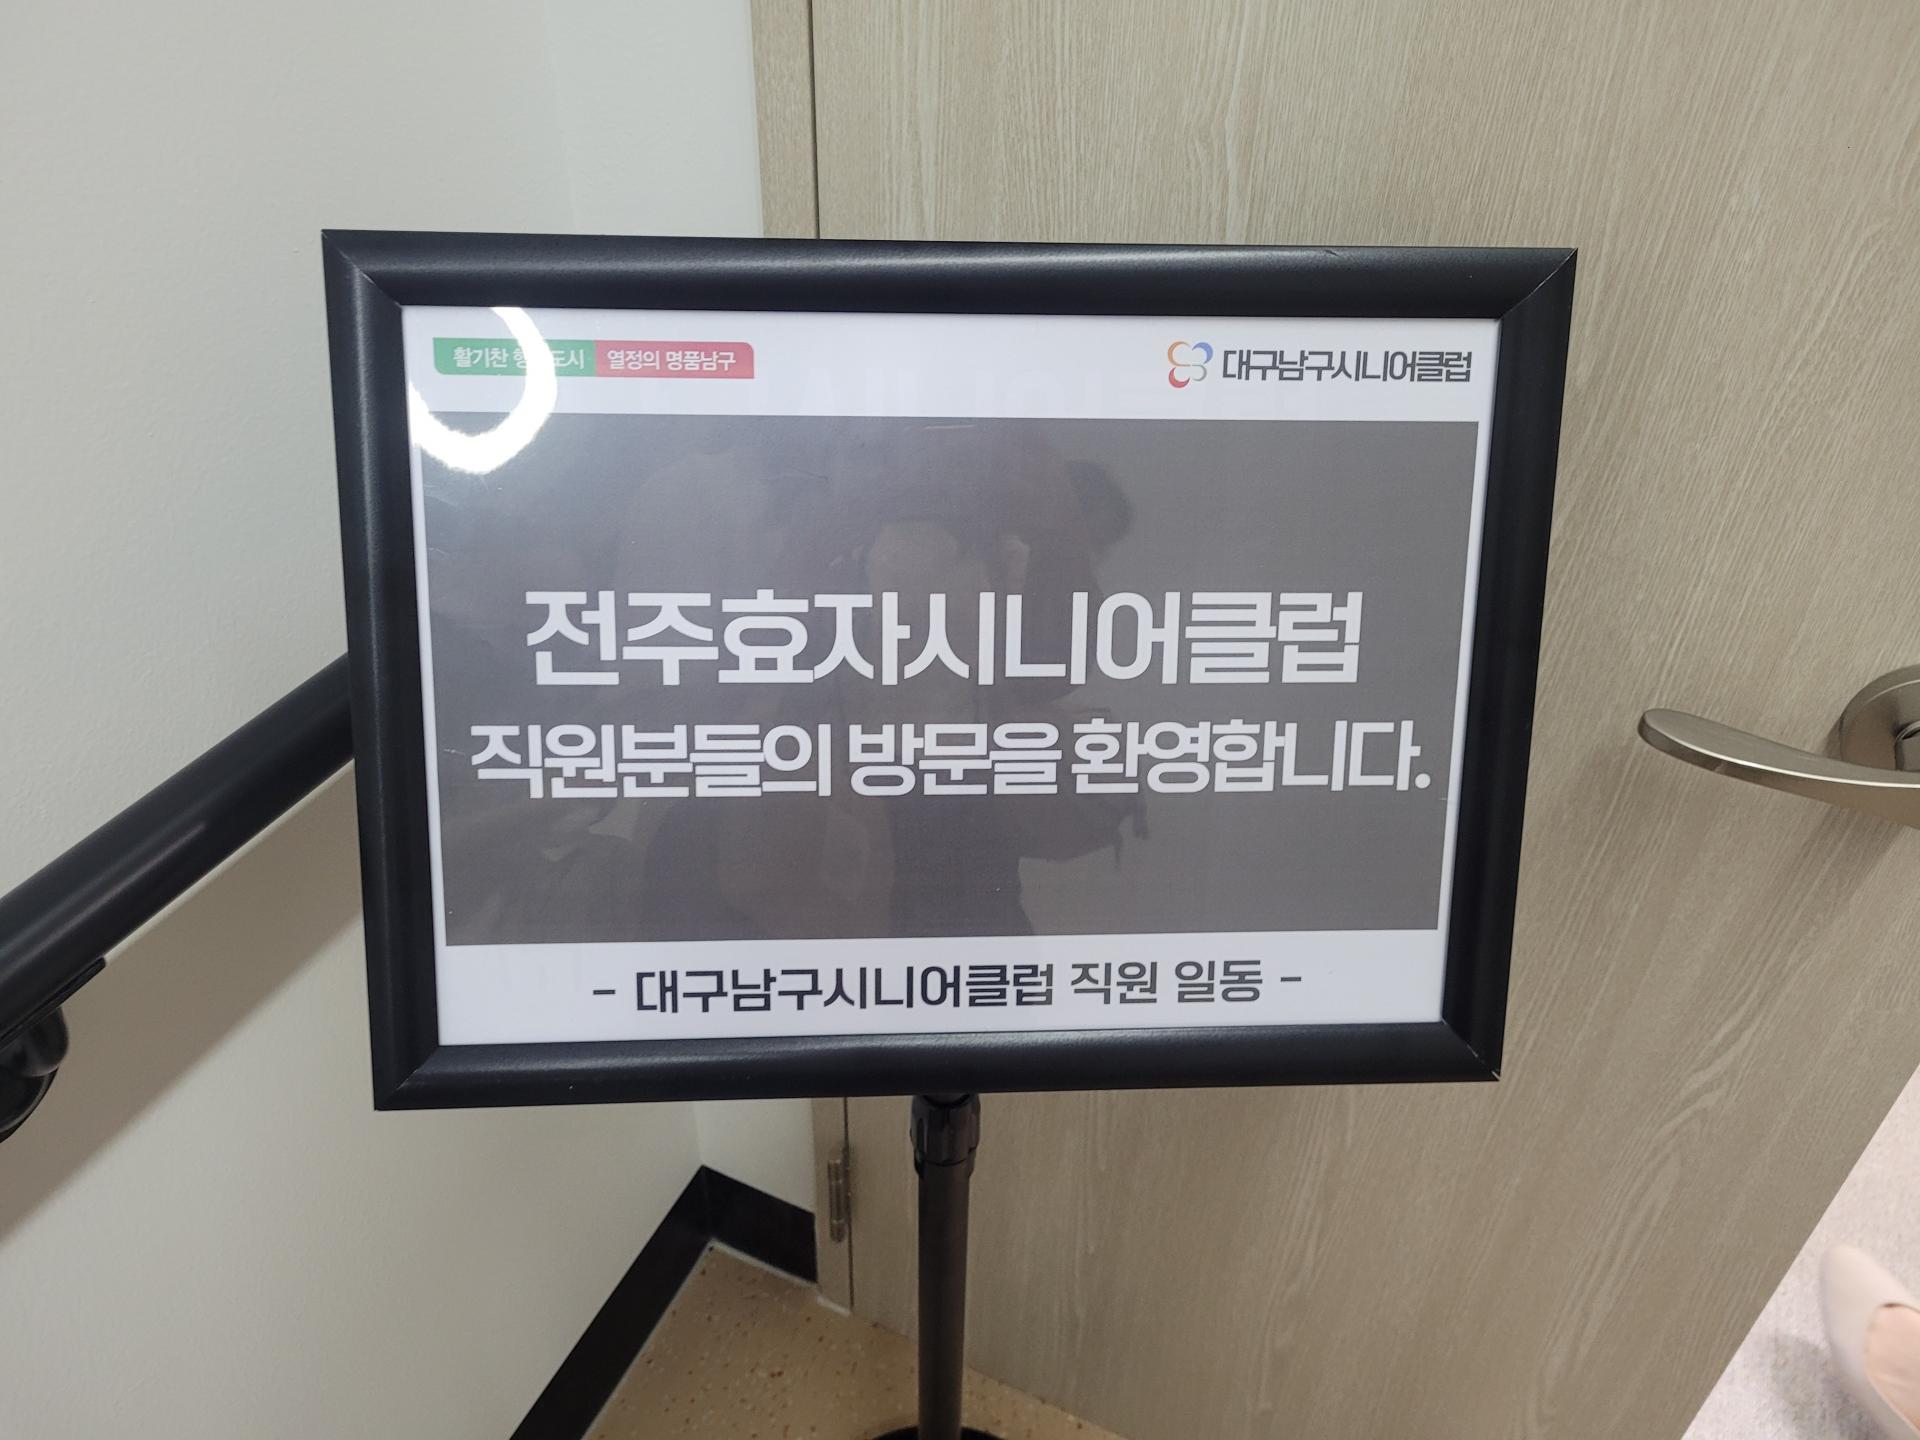 활기찬 도시 열정의 명품남구
대구남구시니어클럽
전주효자시니어클럽
직원분들의 방문을 환영합니다.
- 대구남구시니어클럽 직원 일동 -